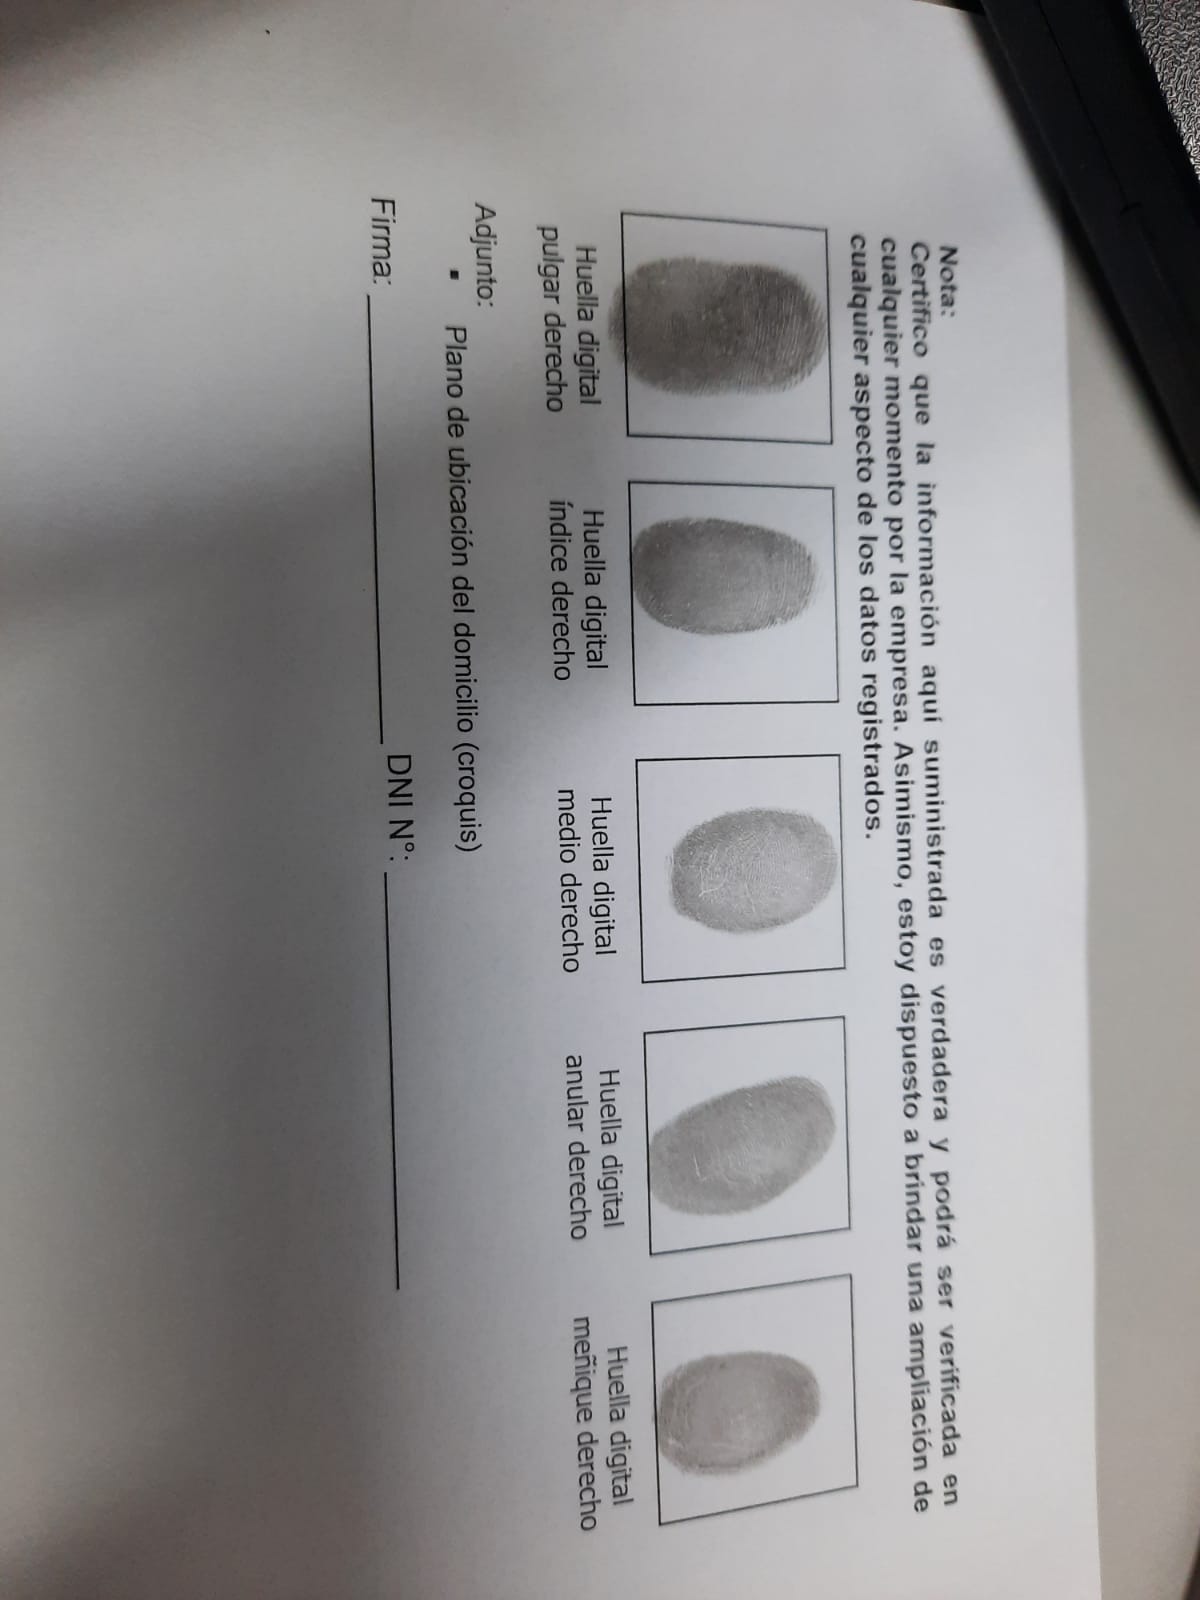 Nota:
Certifico que la información aquí suministrada es verdadera y podrá ser verificada en
cualquier momento por la empresa. Asimismo, estoy dispuesto a brindar una ampliación de
cualquier aspecto de los datos registrados.
Huella digital
pulgar derecho
Huella digital
índice derecho
Huella digital
medio derecho
Huella digital
anular derecho
Huella digital
meñique derecho
Adjunto:
▪ Plano de ubicación del domicilio (croquis)
Firma: ____________________ DNI N°: ____________________